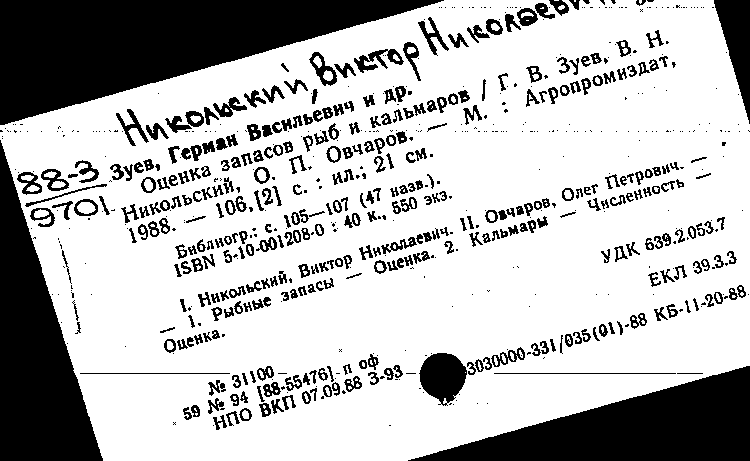 Никольский, Виктор Николаевич
88-3
9701
Зуев, Герман Васильевич и др.
Оценка запасов рыб и кальмаров / Г. В. Зуев, В. Н.
Никольский, О. П. Овчаров. — М. : Агропромиздат,
1988. — 106,[2] с. : ил.; 21 см.
Библиогр.: с. 105—107 (47 назв.).
ISBN 5-10-001208-0 : 40 к., 550 экз.
I. Никольский, Виктор Николаевич. II. Овчаров, Олег Петрович. —
— 1. Рыбные запасы — Оценка. 2. Кальмары — Численность —
Оценка.
УДК 639.2.053.7
ЕКЛ 39.3.3
№ 31100
59 № 94 [88-55476] п оф
НПО ВКП 07.09.88 З-93
3030000-331/035(01)-88 КБ-11-20-88